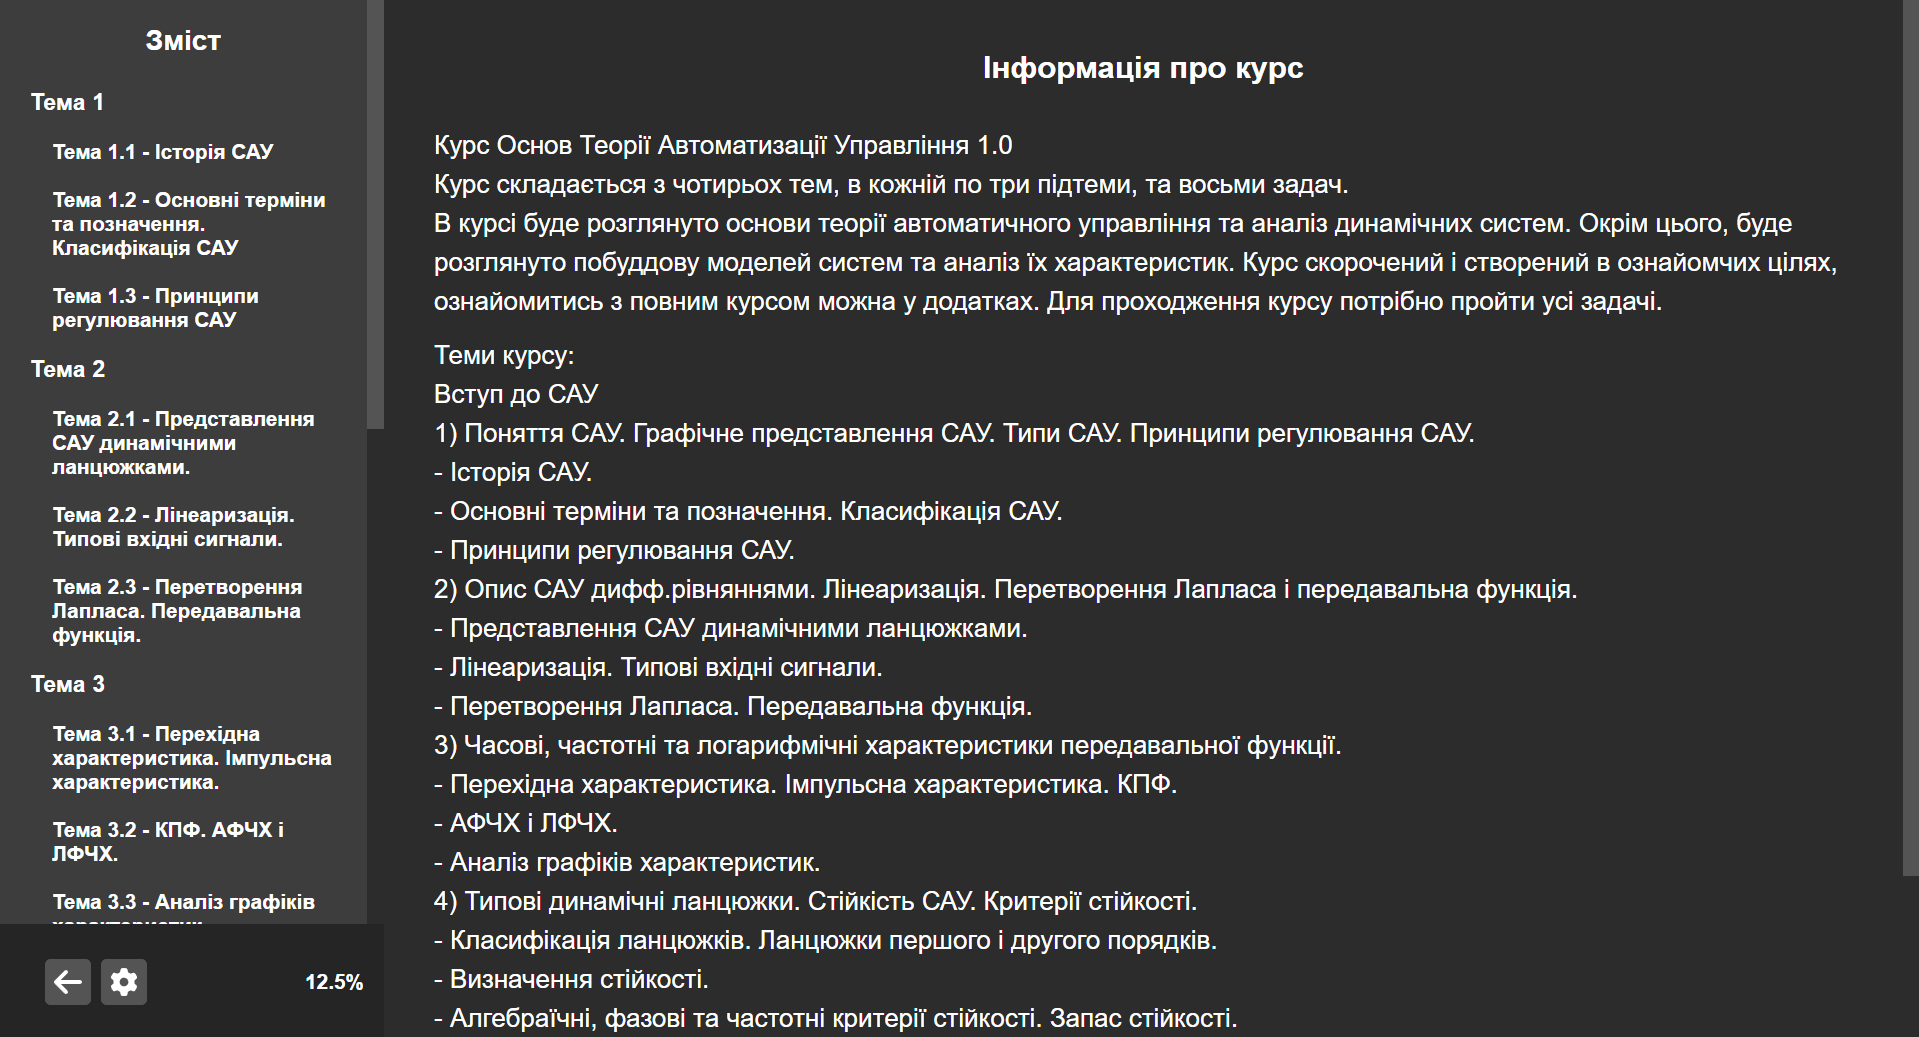 Зміст
Тема 1
Тема 1.1 - Історія САУ
Тема 1.2 - Основні терміни
та позначення.
Класифікація САУ
Тема 1.3 - Принципи
регулювання САУ
Тема 2
Тема 2.1 - Представлення
САУ динамічними
ланцюжками.
Тема 2.2 - Лінеаризація.
Типові вхідні сигнали.
Тема 2.3 - Перетворення
Лапласа. Передавальна
функція.
Тема 3
Тема 3.1 - Перехідна
характеристика. Імпульсна
характеристика.
Тема 3.2 - КПФ. АФЧХ і
ЛФЧХ.
Тема 3.3 - Аналіз графіків
12.5%
Інформація про курс
Курс Основ Теорії Автоматизації Управління 1.0
Курс складається з чотирьох тем, в кожній по три підтеми, та восьми задач.
В курсі буде розглянуто основи теорії автоматичного управління та аналіз динамічних систем. Окрім цього, буде
розглянуто побуддову моделей систем та аналіз їх характеристик. Курс скорочений і створений в ознайомчих цілях,
ознайомитись з повним курсом можна у додатках. Для проходження курсу потрібно пройти усі задачі.
Теми курсу:
Вступ до САУ
1) Поняття САУ. Графічне представлення САУ. Типи САУ. Принципи регулювання САУ.
- Історія САУ.
- Основні терміни та позначення. Класифікація САУ.
- Принципи регулювання САУ.
2) Опис САУ дифф.рівняннями. Лінеаризація. Перетворення Лапласа і передавальна функція.
- Представлення САУ динамічними ланцюжками.
- Лінеаризація. Типові вхідні сигнали.
- Перетворення Лапласа. Передавальна функція.
3) Часові, частотні та логарифмічні характеристики передавальної функції.
- Перехідна характеристика. Імпульсна характеристика. КПФ.
- АФЧХ і ЛФЧХ.
- Аналіз графіків характеристик.
4) Типові динамічні ланцюжки. Стійкість САУ. Критерії стійкості.
- Класифікація ланцюжків. Ланцюжки першого і другого порядків.
- Визначення стійкості.
- Алгебраїчні, фазові та частотні критерії стійкості. Запас стійкості.